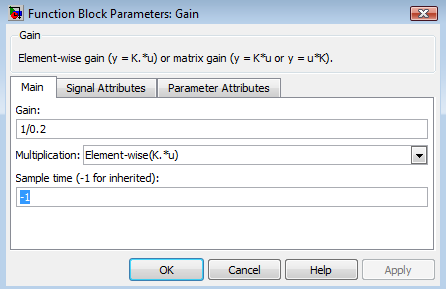 Function Block Parameters: Gain
Gain
Element-wise gain (y = K.*u) or matrix gain (y = K*u or y = u*K).
Main Signal Attributes Parameter Attributes
Gain:
1/0.2
Multiplication: Element-wise(K.*u)
Sample time (-1 for inherited):
-1
OK Cancel Help Apply